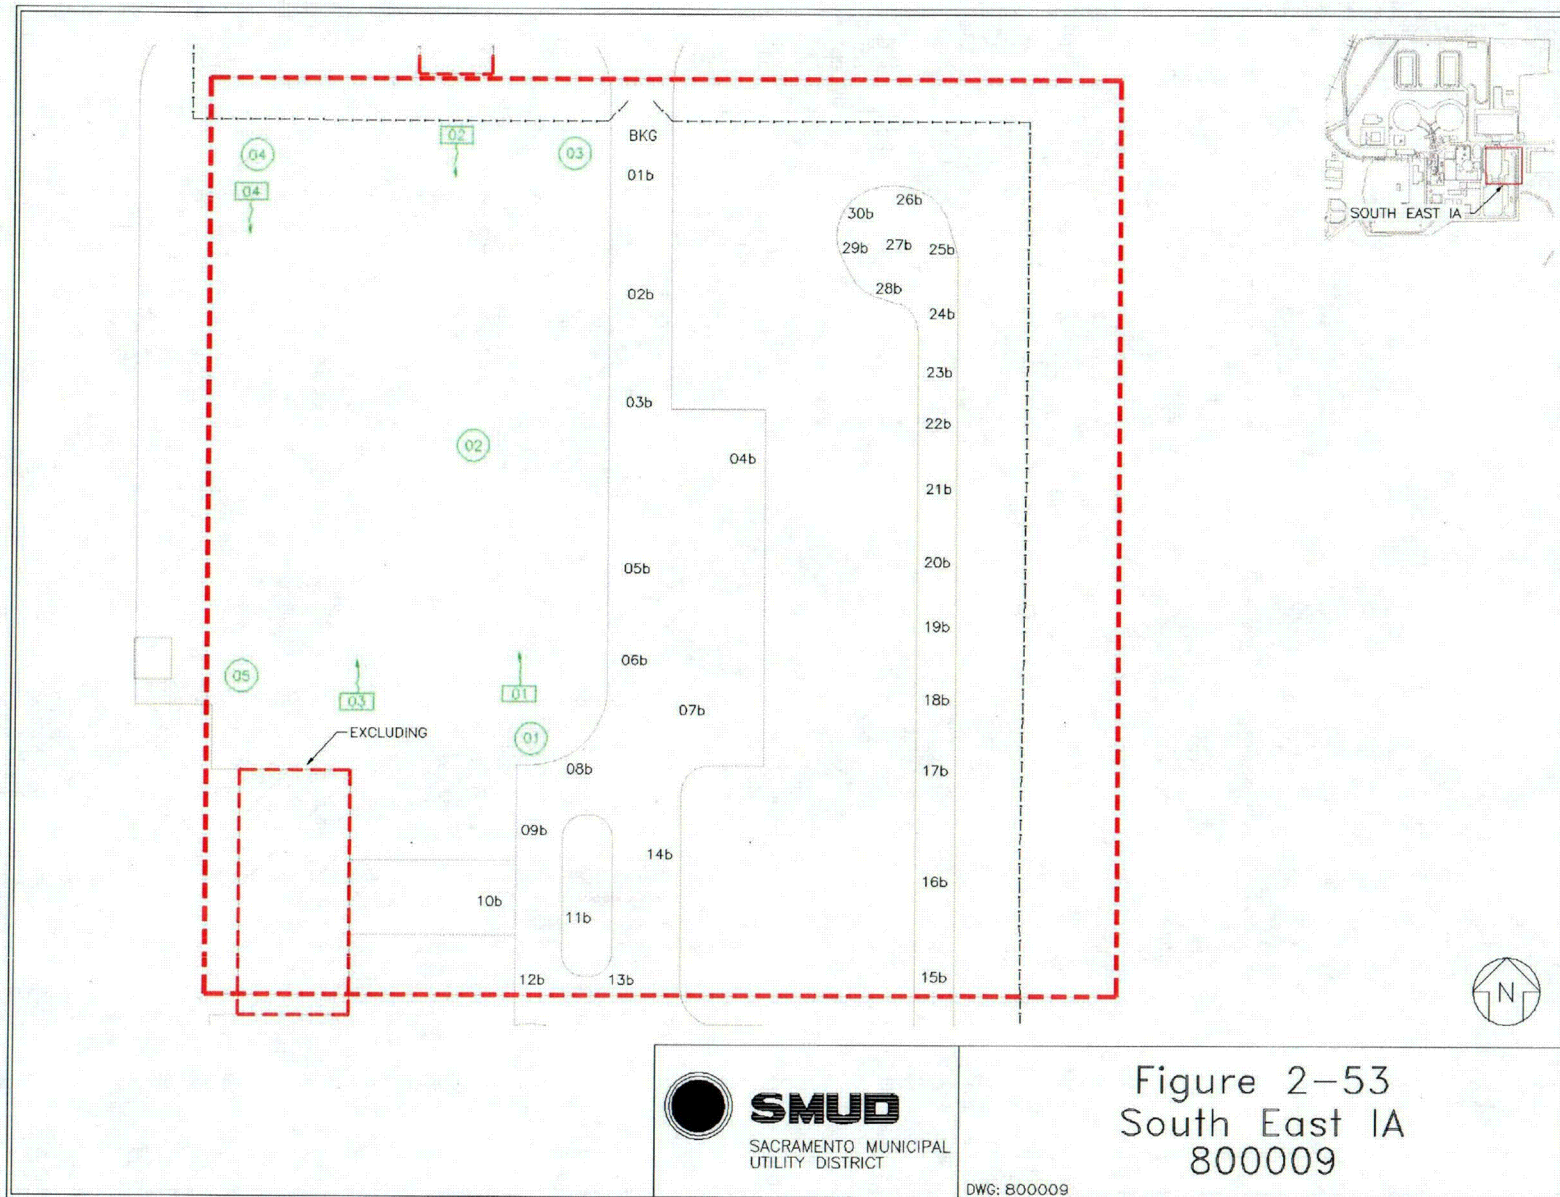 BKG
02
04
03
01b
04
26b
30b
29b
27b
25b
28b
02b
24b
23b
03b
22b
02
04b
21b
05b
20b
19b
06b
05
03
01
18b
07b
EXCLUDING
01
08b
17b
09b
14b
16b
10b
11b
12b
13b
15b
SOUTH EAST IA
N
SMUD
SACRAMENTO MUNICIPAL
UTILITY DISTRICT
Figure 2-53
South East IA
800009
DWG: 800009